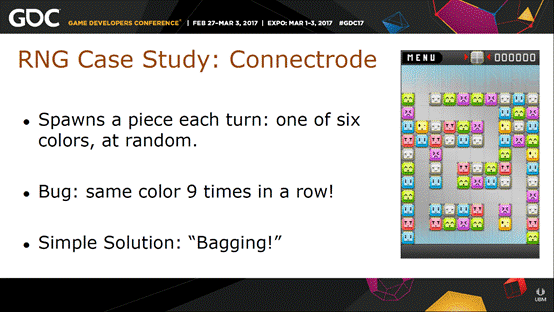 GDC GAME DEVELOPERS CONFERENCE | FEB 27-MAR 3, 2017 | EXPO: MAR 1-3, 2017 #GDC17
RNG Case Study: Connectrode
MENU 000000
• Spawns a piece each turn: one of six
colors, at random.
• Bug: same color 9 times in a row!
• Simple Solution: “Bagging!”
UBM